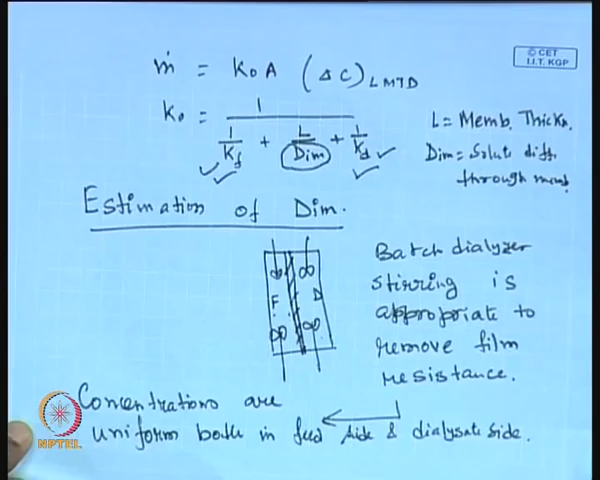 © CET
I.I.T. KGP
ṁ = K₀A (ΔC)LMTD
K₀ = 1 / (1/Kf + L/Dim + 1/Kd)
L = Memb. Thickn.
Dim = Solut diff. through memb
Estimation of Dim.
F
D
Batch dialyzer
stirring is
appropriate to
remove film
resistance.
Concentrations are
uniform both in feed side & dialysate side.
NPTEL